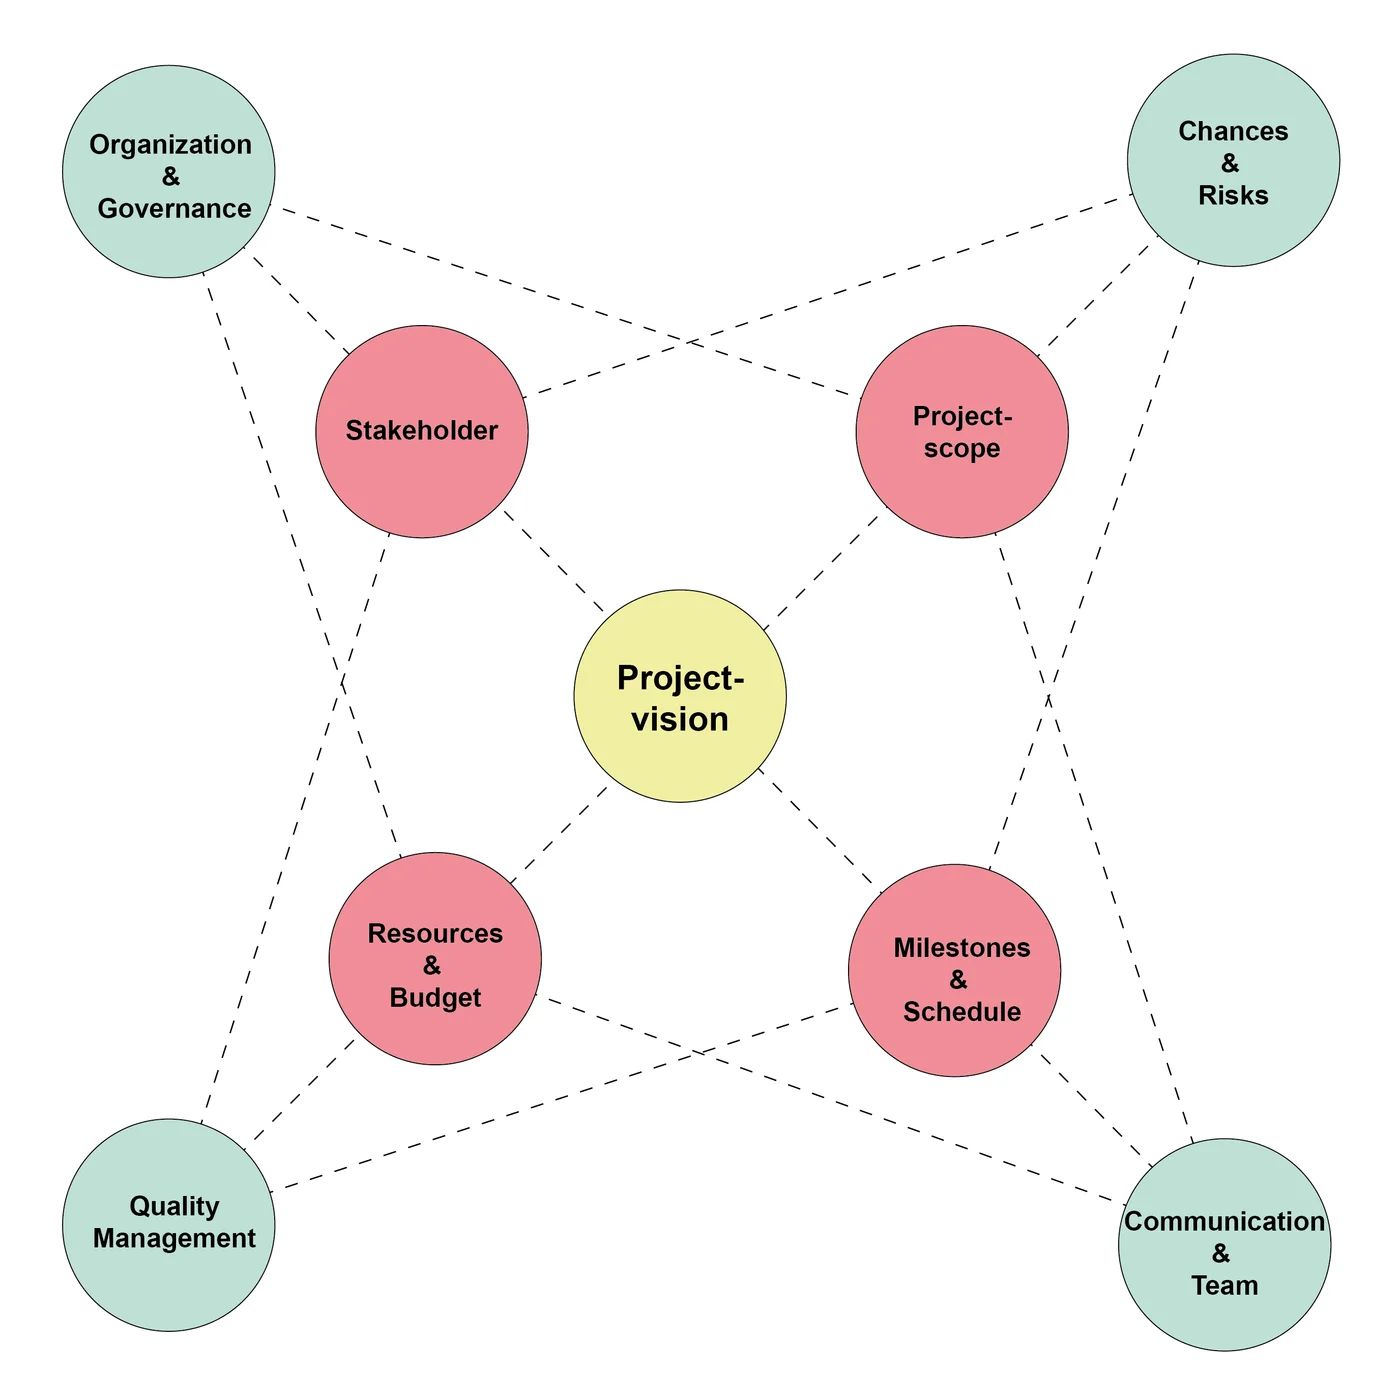 Organization
&
Governance
Chances
&
Risks
Stakeholder
Project-
scope
Project-
vision
Resources
&
Budget
Milestones
&
Schedule
Quality
Management
Communication
&
Team